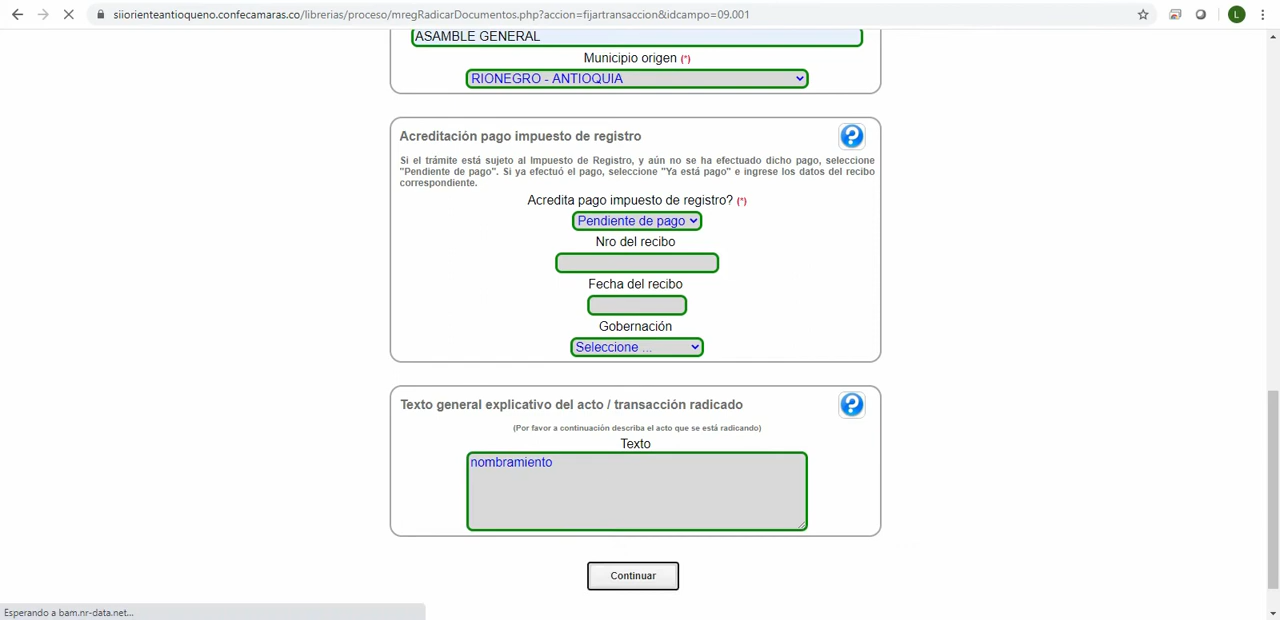 siiorienteantioqueno.confecamaras.co/librerias/proceso/mregRadicarDocumentos.php?accion=fijartransaccion&idcampo=09.001
L
ASAMBLE GENERAL
Municipio origen (*)
RIONEGRO - ANTIOQUIA
Acreditación pago impuesto de registro
?
Si el trámite está sujeto al Impuesto de Registro, y aún no se ha efectuado dicho pago, seleccione
"Pendiente de pago". Si ya efectuó el pago, seleccione "Ya está pago" e ingrese los datos del recibo
correspondiente.
Acredita pago impuesto de registro? (*)
Pendiente de pago
Nro del recibo
Fecha del recibo
Gobernación
Seleccione ...
Texto general explicativo del acto / transacción radicado
?
(Por favor a continuación describa el acto que se está radicando)
Texto
nombramiento
Continuar
Esperando a bam.nr-data.net...